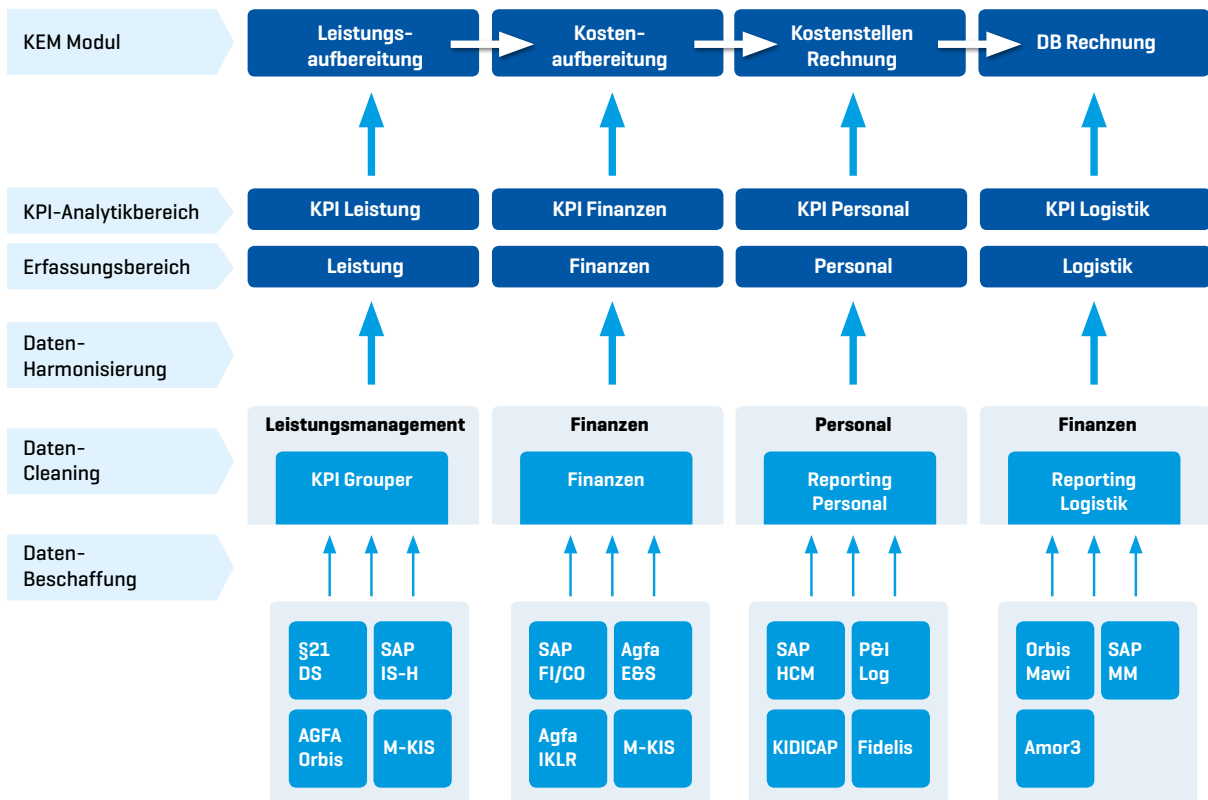 KEM Modul
Leistungs-
aufbereitung
Kosten-
aufbereitung
Kostenstellen
Rechnung
DB Rechnung
KPI-Analytikbereich
KPI Leistung
KPI Finanzen
KPI Personal
KPI Logistik
Erfassungsbereich
Leistung
Finanzen
Personal
Logistik
Daten-
Harmonisierung
Daten-
Cleaning
Leistungsmanagement
KPI Grouper
Finanzen
Finanzen
Personal
Reporting
Personal
Finanzen
Reporting
Logistik
Daten-
Beschaffung
§21
DS
SAP
IS-H
AGFA
Orbis
M-KIS
SAP
FI/CO
Agfa
E&S
Agfa
IKLR
M-KIS
SAP
HCM
P&I
Log
KIDICAP
Fidelis
Orbis
Mawi
SAP
MM
Amor3